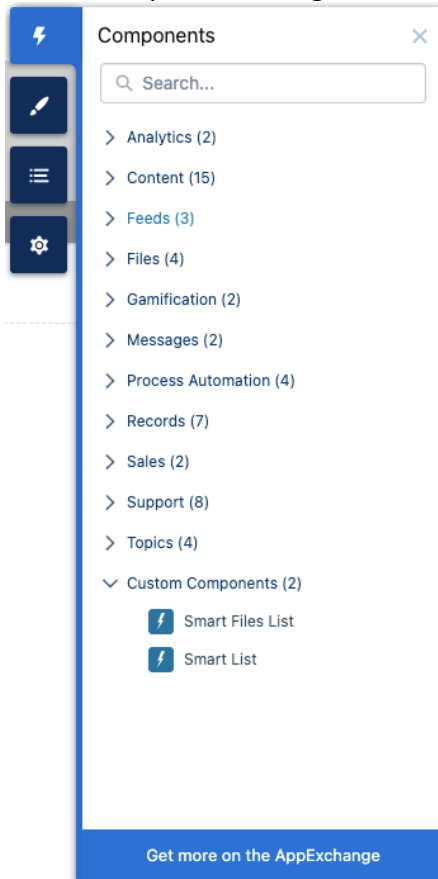 Components
Search...
Analytics (2)
Content (15)
Feeds (3)
Files (4)
Gamification (2)
Messages (2)
Process Automation (4)
Records (7)
Sales (2)
Support (8)
Topics (4)
Custom Components (2)
Smart Files List
Smart List
Get more on the AppExchange